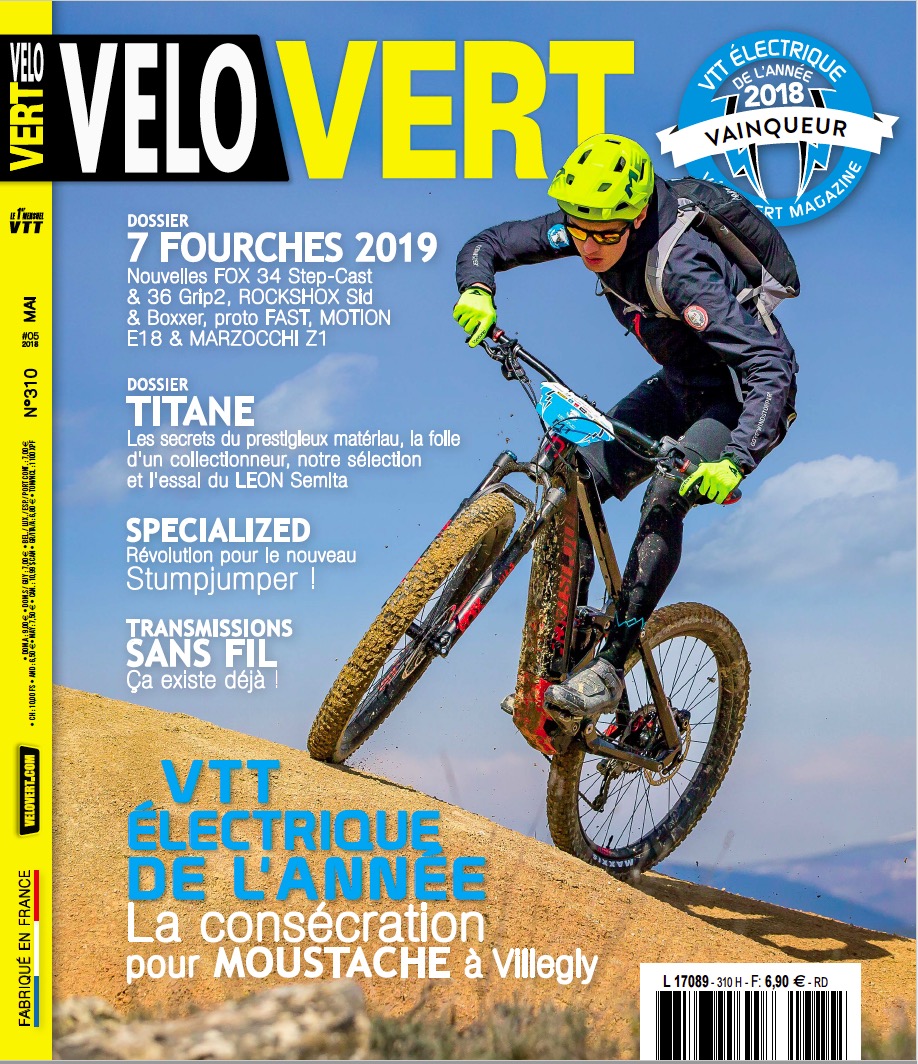 VELO VERT
LE 1er MENSUEL
VTT
#05
2018
MAI
N°310
VELOVERT.COM
FABRIQUÉ EN FRANCE
VELO VERT
VTT ÉLECTRIQUE
DE L'ANNÉE
2018
VAINQUEUR
VERT MAGAZINE
DOSSIER
7 FOURCHES 2019
Nouvelles FOX 34 Step-Cast
& 36 Grip2, ROCKSHOX Sid
& Boxxer, proto FAST, MOTION
E18 & MARZOCCHI Z1
DOSSIER
TITANE
Les secrets du prestigieux matériau, la folie
d'un collectionneur, notre sélection
et l'essai du LEON Semita
SPECIALIZED
Révolution pour le nouveau
Stumpjumper !
TRANSMISSIONS
SANS FIL
Ça existe déjà !
MAXXIS
VTT
ÉLECTRIQUE
DE L'ANNÉE
La consécration
pour MOUSTACHE à Villegly
L 17089 - 310 H - F: 6,90 € - RD